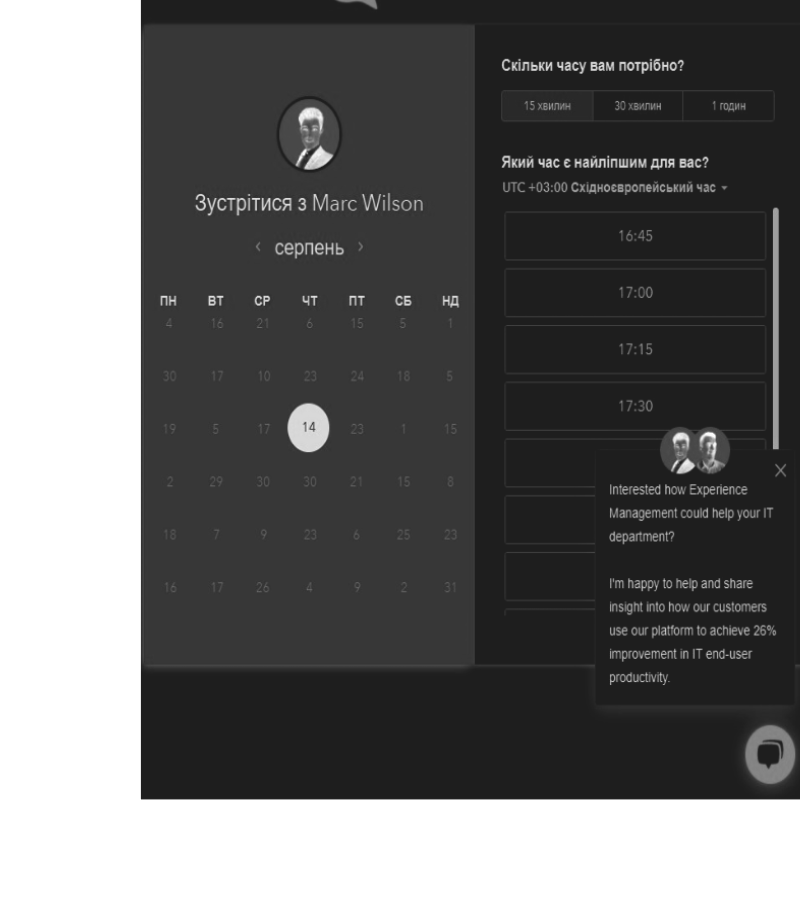 Зустрітися з Marc Wilson
‹ серпень ›
ПН ВТ СР ЧТ ПТ СБ НД
4 16 21 6 15 5 1
30 17 10 23 24 18 5
19 5 17 14 23 1 15
2 29 30 30 21 15 8
18 7 9 23 6 25 23
16 17 26 4 9 2 31
Скільки часу вам потрібно?
15 хвилин 30 хвилин 1 годин
Який час є найліпшим для вас?
UTC +03:00 Східноєвропейський час
16:45
17:00
17:15
17:30
Interested how Experience
Management could help your IT
department?
I'm happy to help and share
insight into how our customers
use our platform to achieve 26%
improvement in IT end-user
productivity.